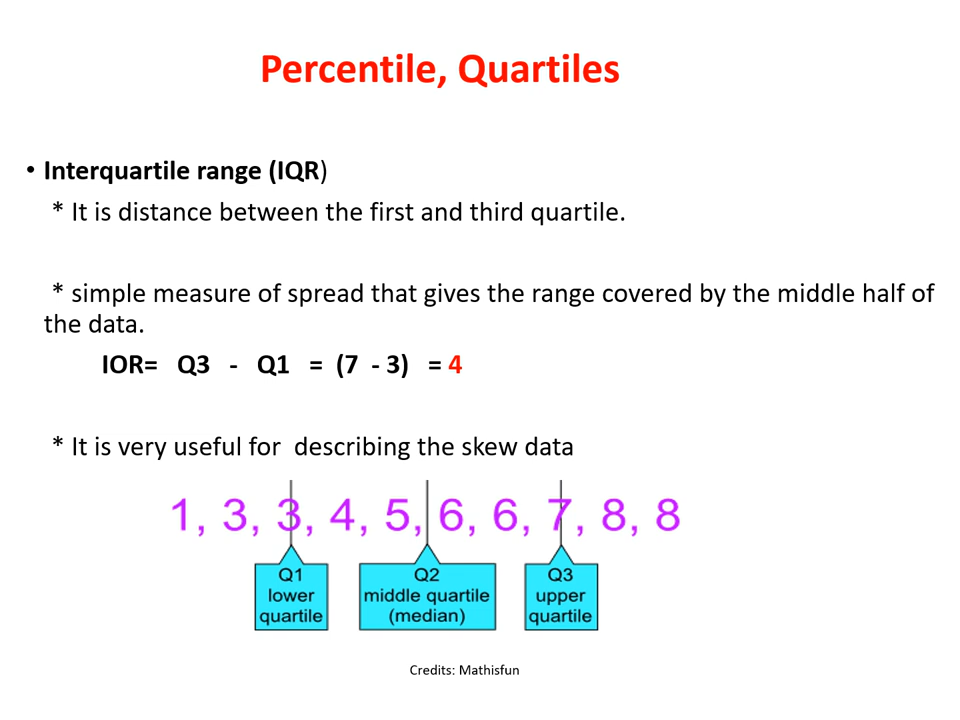 Percentile, Quartiles
• Interquartile range (IQR)
* It is distance between the first and third quartile.
* simple measure of spread that gives the range covered by the middle half of
the data.
IOR= Q3 - Q1 = (7 - 3) = 4
* It is very useful for describing the skew data
1, 3, 3, 4, 5, 6, 6, 7, 8, 8
Q1
lower
quartile
Q2
middle quartile
(median)
Q3
upper
quartile
Credits: Mathisfun